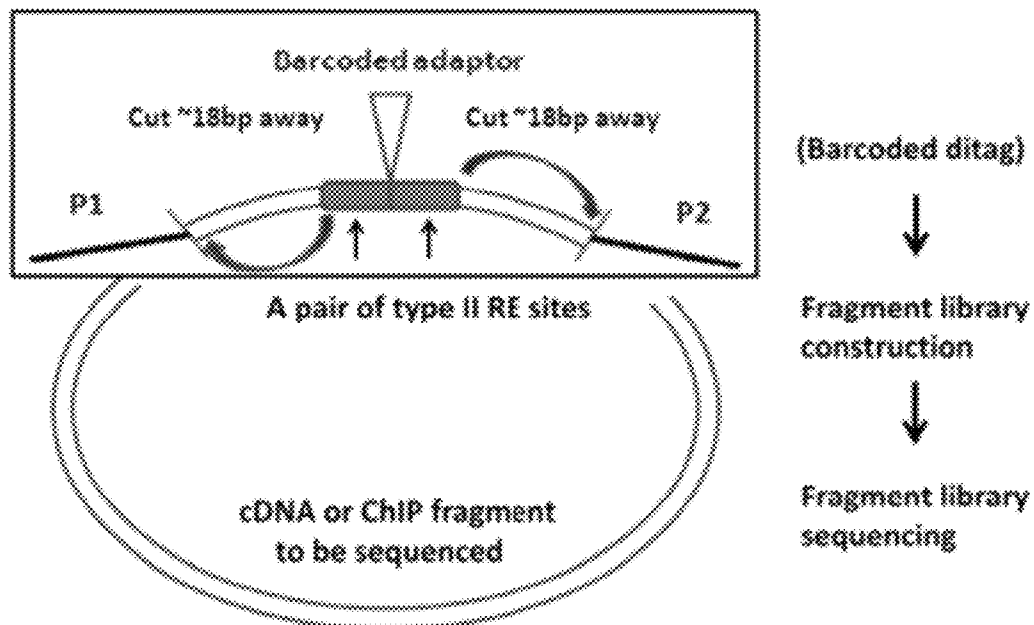 Barcoded adaptor
Cut ~18bp away
Cut ~18bp away
(Barcoded ditag)
P1
P2
A pair of type II RE sites
Fragment library
construction
cDNA or ChIP fragment
to be sequenced
Fragment library
sequencing